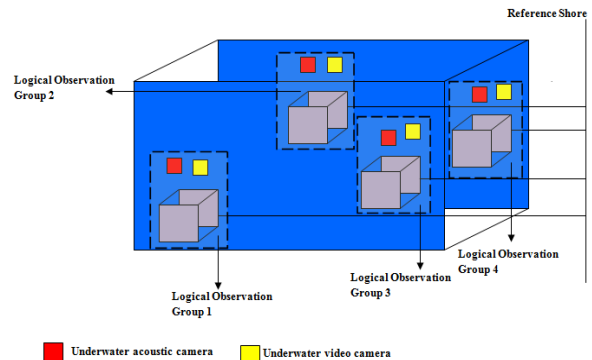 Reference Shore
Logical Observation
Group 2
Logical Observation
Group 4
Logical Observation
Group 3
Logical Observation
Group 1
Underwater acoustic camera
Underwater video camera